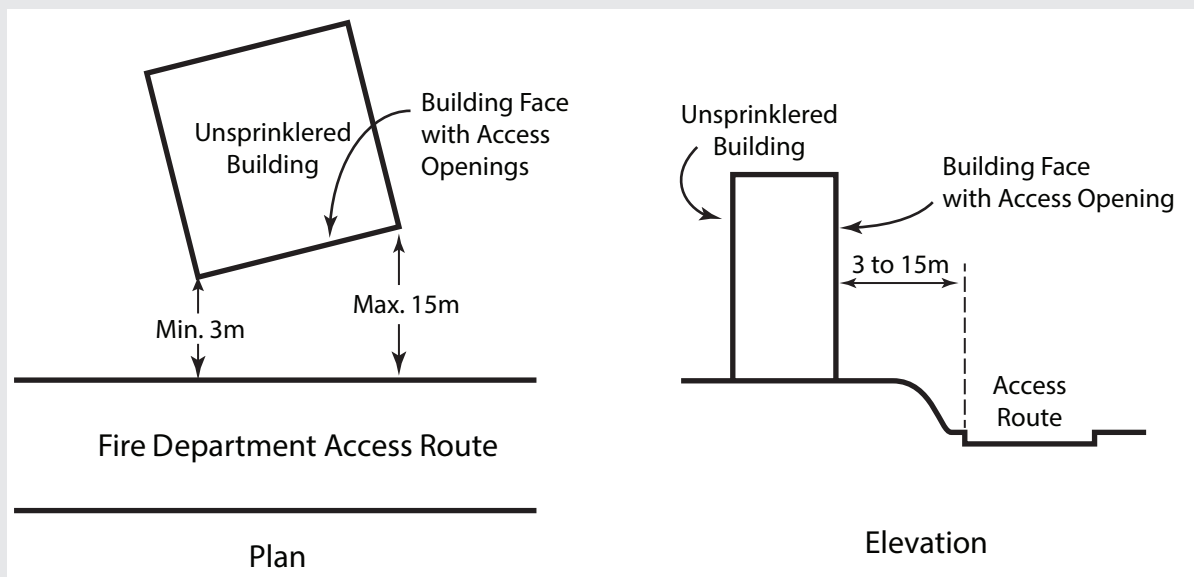 Unsprinklered
Building
Building Face
with Access
Openings
Min. 3m
Max. 15m
Fire Department Access Route
Plan
Unsprinklered
Building
Building Face
with Access Opening
3 to 15m
Access
Route
Elevation